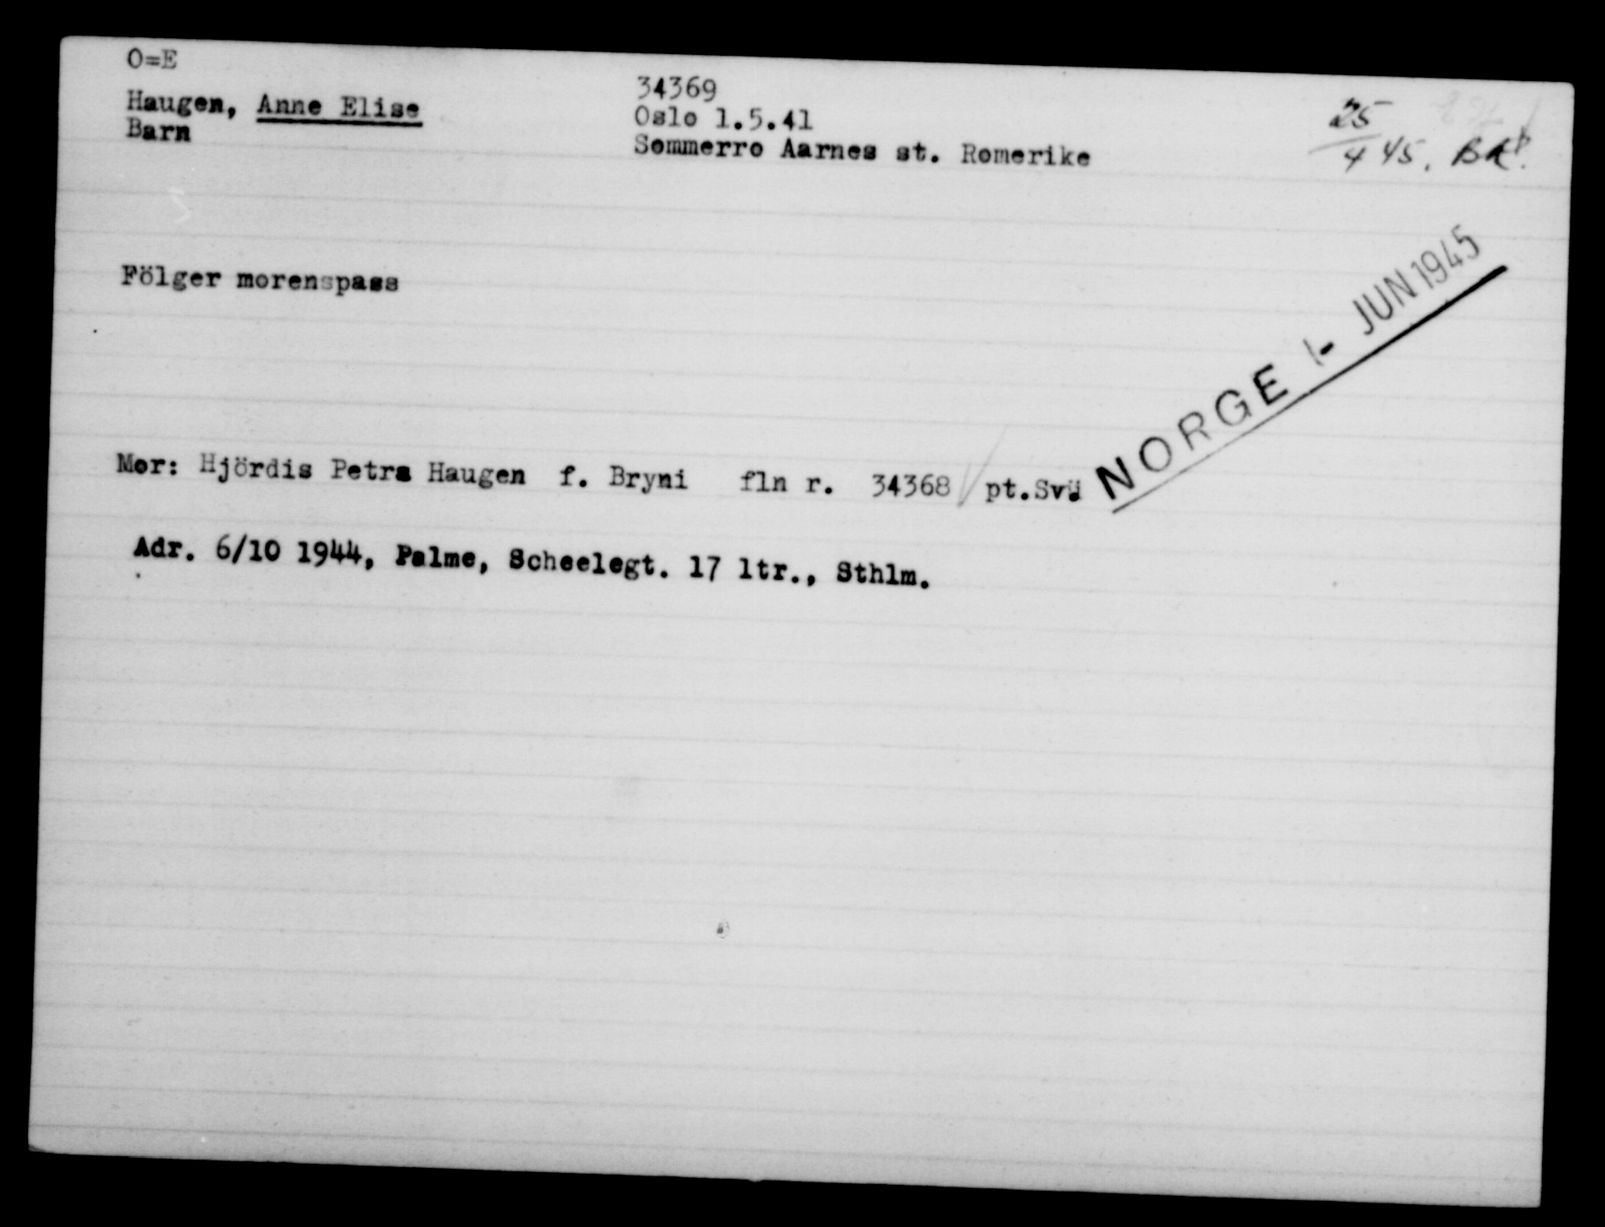 O=E
Haugen, Anne Elise
Barn
34369
Oslo 1.5.41
Sommerro Aarnes st. Romerike
25/4 45.
Fölger morenspass
NORGE 1- JUN 1945
Mor: Hjördis Petra Haugen f. Bryni fln r. 34368 pt.Svä
Adr. 6/10 1944, Palme, Scheelegt. 17 ltr., Sthlm.